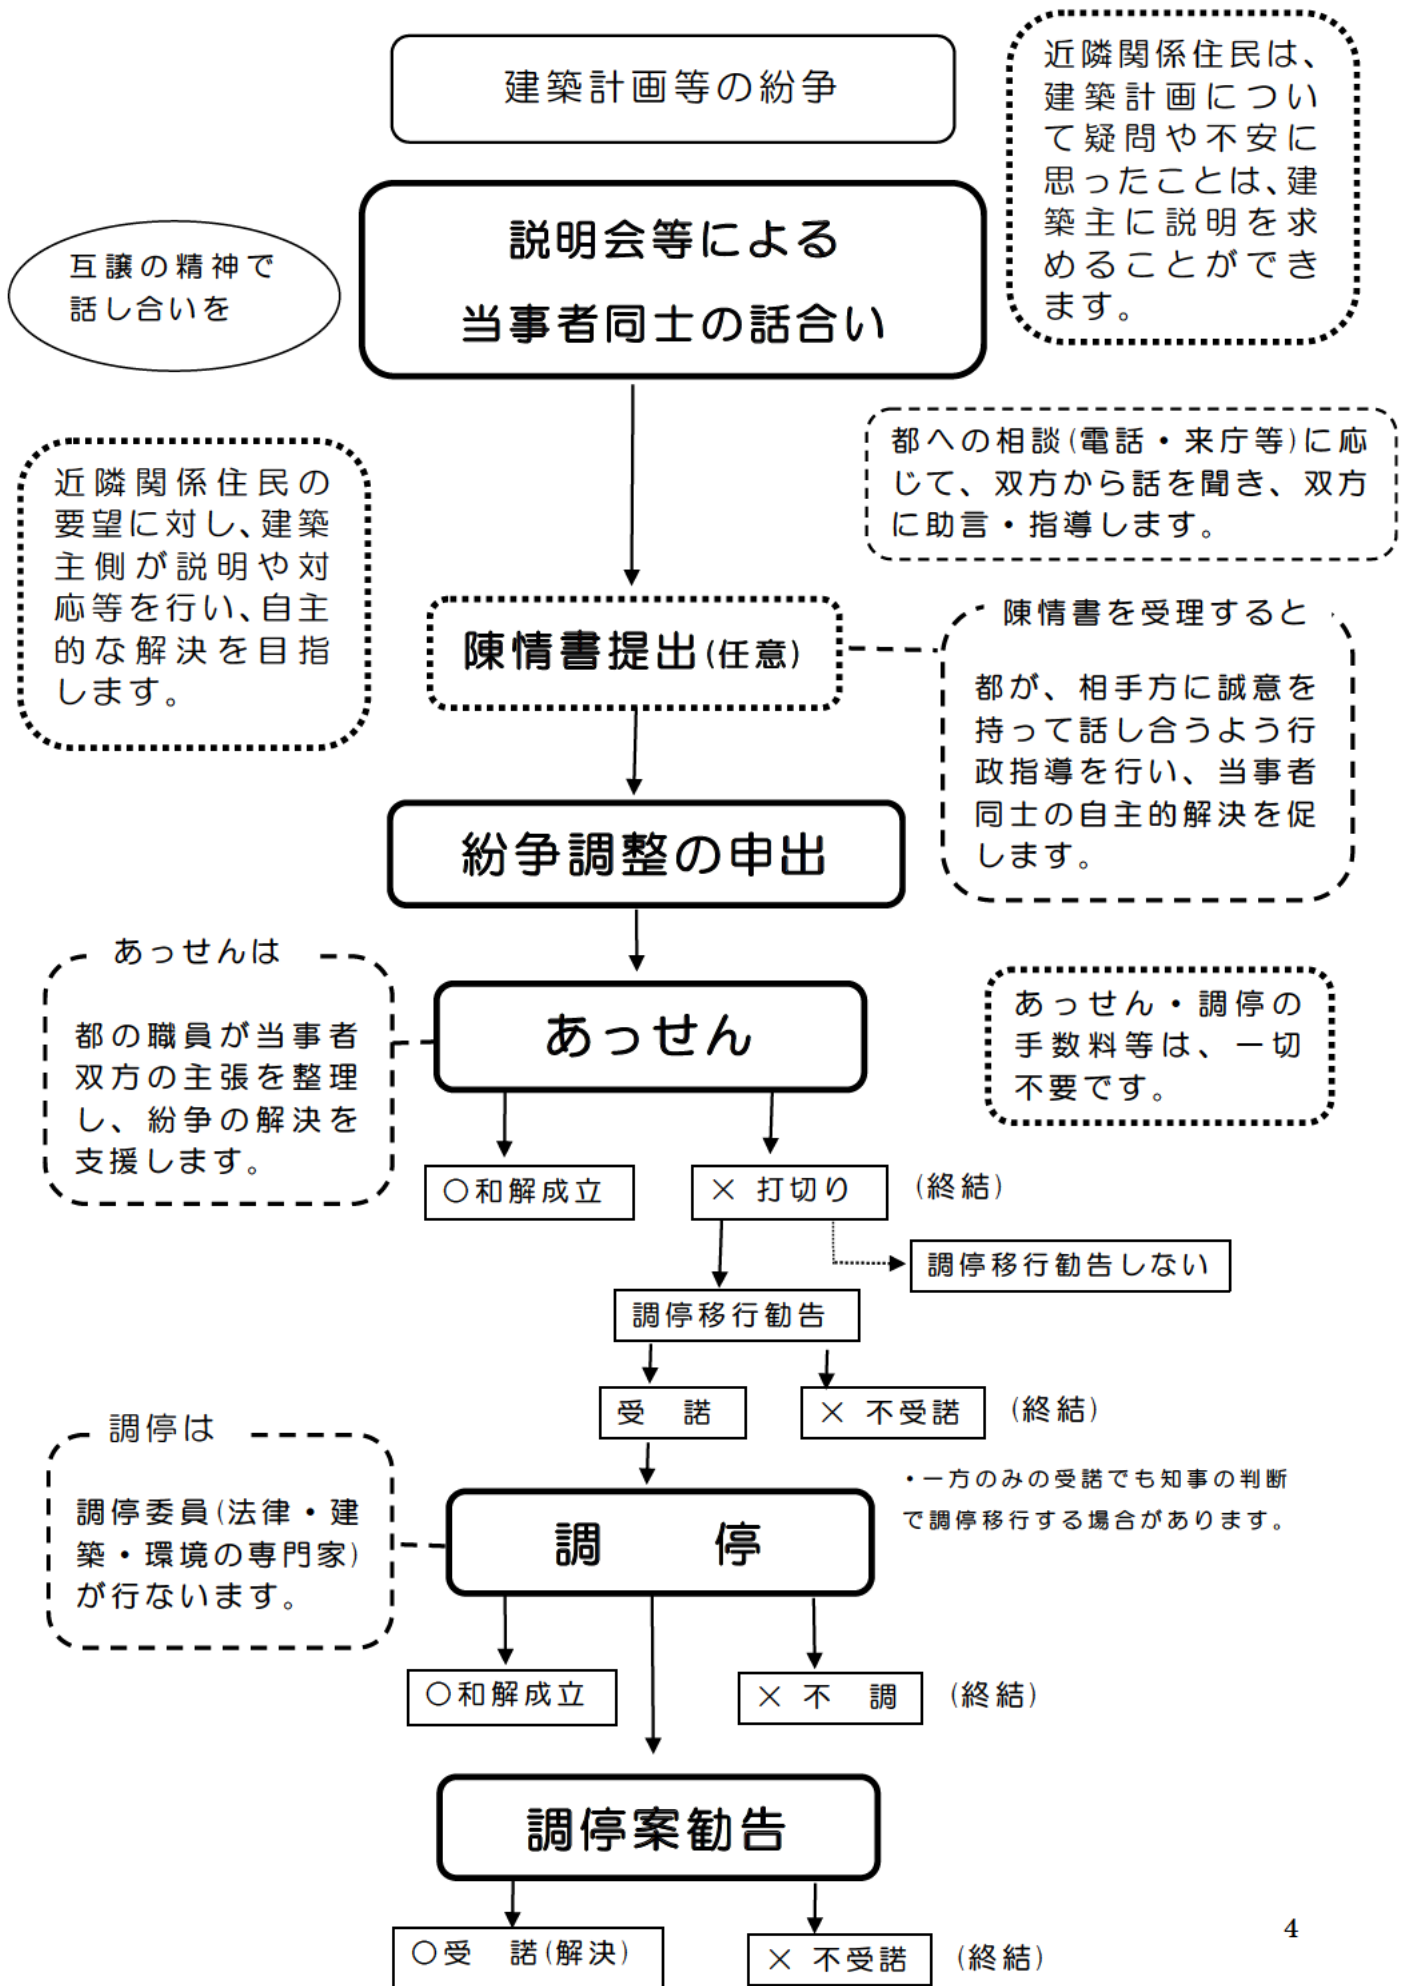 建築計画等の紛争
近隣関係住民は、
建築計画につい
て疑問や不安に
思ったことは、建
築主に説明を求
めることができ
ます。
説明会等による
当事者同士の話合い
互譲の精神で
話し合いを
都への相談(電話・来庁等)に応
じて、双方から話を聞き、双方
に助言・指導します。
近隣関係住民の
要望に対し、建築
主側が説明や対
応等を行い、自主
的な解決を目指
します。
陳情書提出(任意)
陳情書を受理すると
都が、相手方に誠意を
持って話し合うよう行
政指導を行い、当事者
同士の自主的解決を促
します。
紛争調整の申出
あっせんは
都の職員が当事者
双方の主張を整理
し、紛争の解決を
支援します。
あっせん
あっせん・調停の
手数料等は、一切
不要です。
○和解成立
× 打切り
(終結)
調停移行勧告しない
調停移行勧告
受　諾
× 不受諾
(終結)
・一方のみの受諾でも知事の判断
で調停移行する場合があります。
調停は
調停委員(法律・建
築・環境の専門家)
が行ないます。
調　停
○和解成立
× 不　調
(終結)
調停案勧告
○受　諾(解決)
× 不受諾
(終結)
4